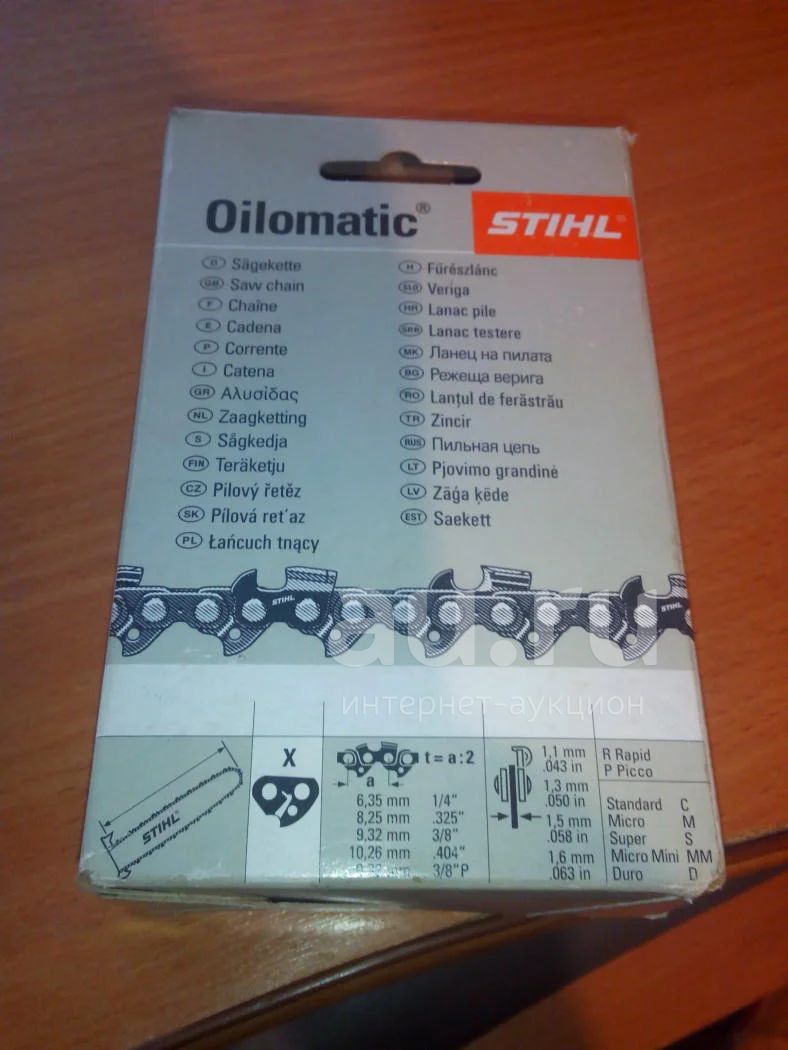 Oilomatic®
STIHL®
D Sägekette
GB Saw chain
F Chaîne
E Cadena
P Corrente
I Catena
GR Αλυσίδας
NL Zaagketting
S Sågkedja
FIN Teräketju
CZ Pilový řetěz
SK Pílová ret'az
PL Łańcuch tnący
H Fűrészlánc
SLO Veriga
HR Lanac pile
SRB Lanac testere
MK Ланец на пилата
BG Режеща верига
RO Lanţul de ferăstrău
TR Zincir
RUS Пильная цепь
LT Pjovimo grandinė
LV Zāģa ķēde
EST Saekett
STIHL
STIHL
au.ru
интернет-аукцион
STIHL
X
t = a : 2
a
6,35 mm 1/4"
8,25 mm .325"
9,32 mm 3/8"
10,26 mm .404"
mm 3/8"P
1,1 mm
.043 in
1,3 mm
.050 in
1,5 mm
.058 in
1,6 mm
.063 in
R Rapid
P Picco
Standard C
Micro M
Super S
Micro Mini MM
Duro D